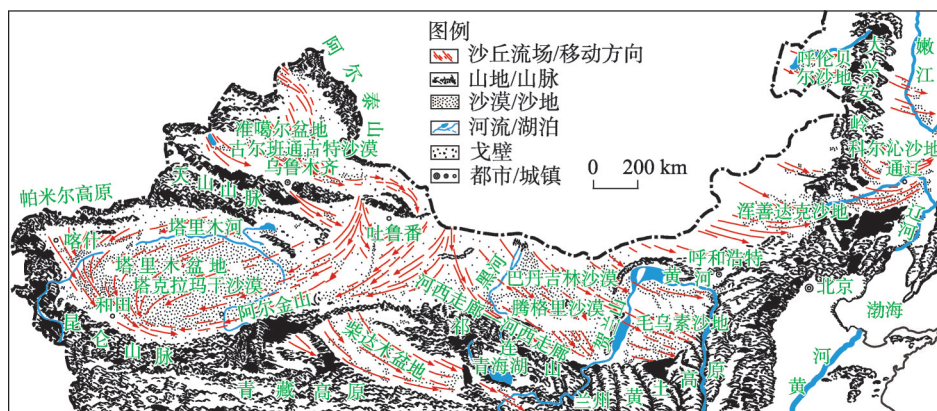 图例
沙丘流场/移动方向
山地/山脉
沙漠/沙地
河流/湖泊
戈壁
都市/城镇
0 200 km
阿尔泰山
准噶尔盆地
古尔班通古特沙漠
乌鲁木齐
天山山脉
帕米尔高原
喀什
塔里木河
吐鲁番
塔里木盆地
塔克拉玛干沙漠
和田
阿尔金山
昆仑山脉
青藏高原
柴达木盆地
河西走廊
黑河
祁连山
青海湖
河西走廊
巴丹吉林沙漠
腾格里沙漠
贺兰山
兰州
黄土高原
毛乌素沙地
黄河
呼和浩特
浑善达克沙地
北京
渤海
黄河
辽河
通辽
科尔沁沙地
大兴安岭
呼伦贝尔沙地
嫩江